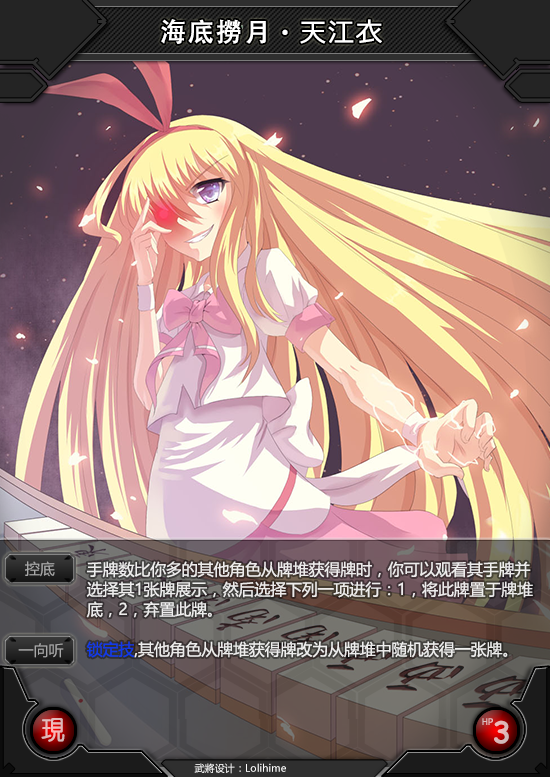 海底撈月·天江衣
控底
手牌数比你多的其他角色从牌堆获得牌时，你可以观看其手牌并
选择其1张牌展示，然后选择下列一项进行：1，将此牌置于牌堆
底，2，弃置此牌。
一向听
锁定技,其他角色从牌堆获得牌改为从牌堆中随机获得一张牌。
現
HP 3
武將设计：Lolihime